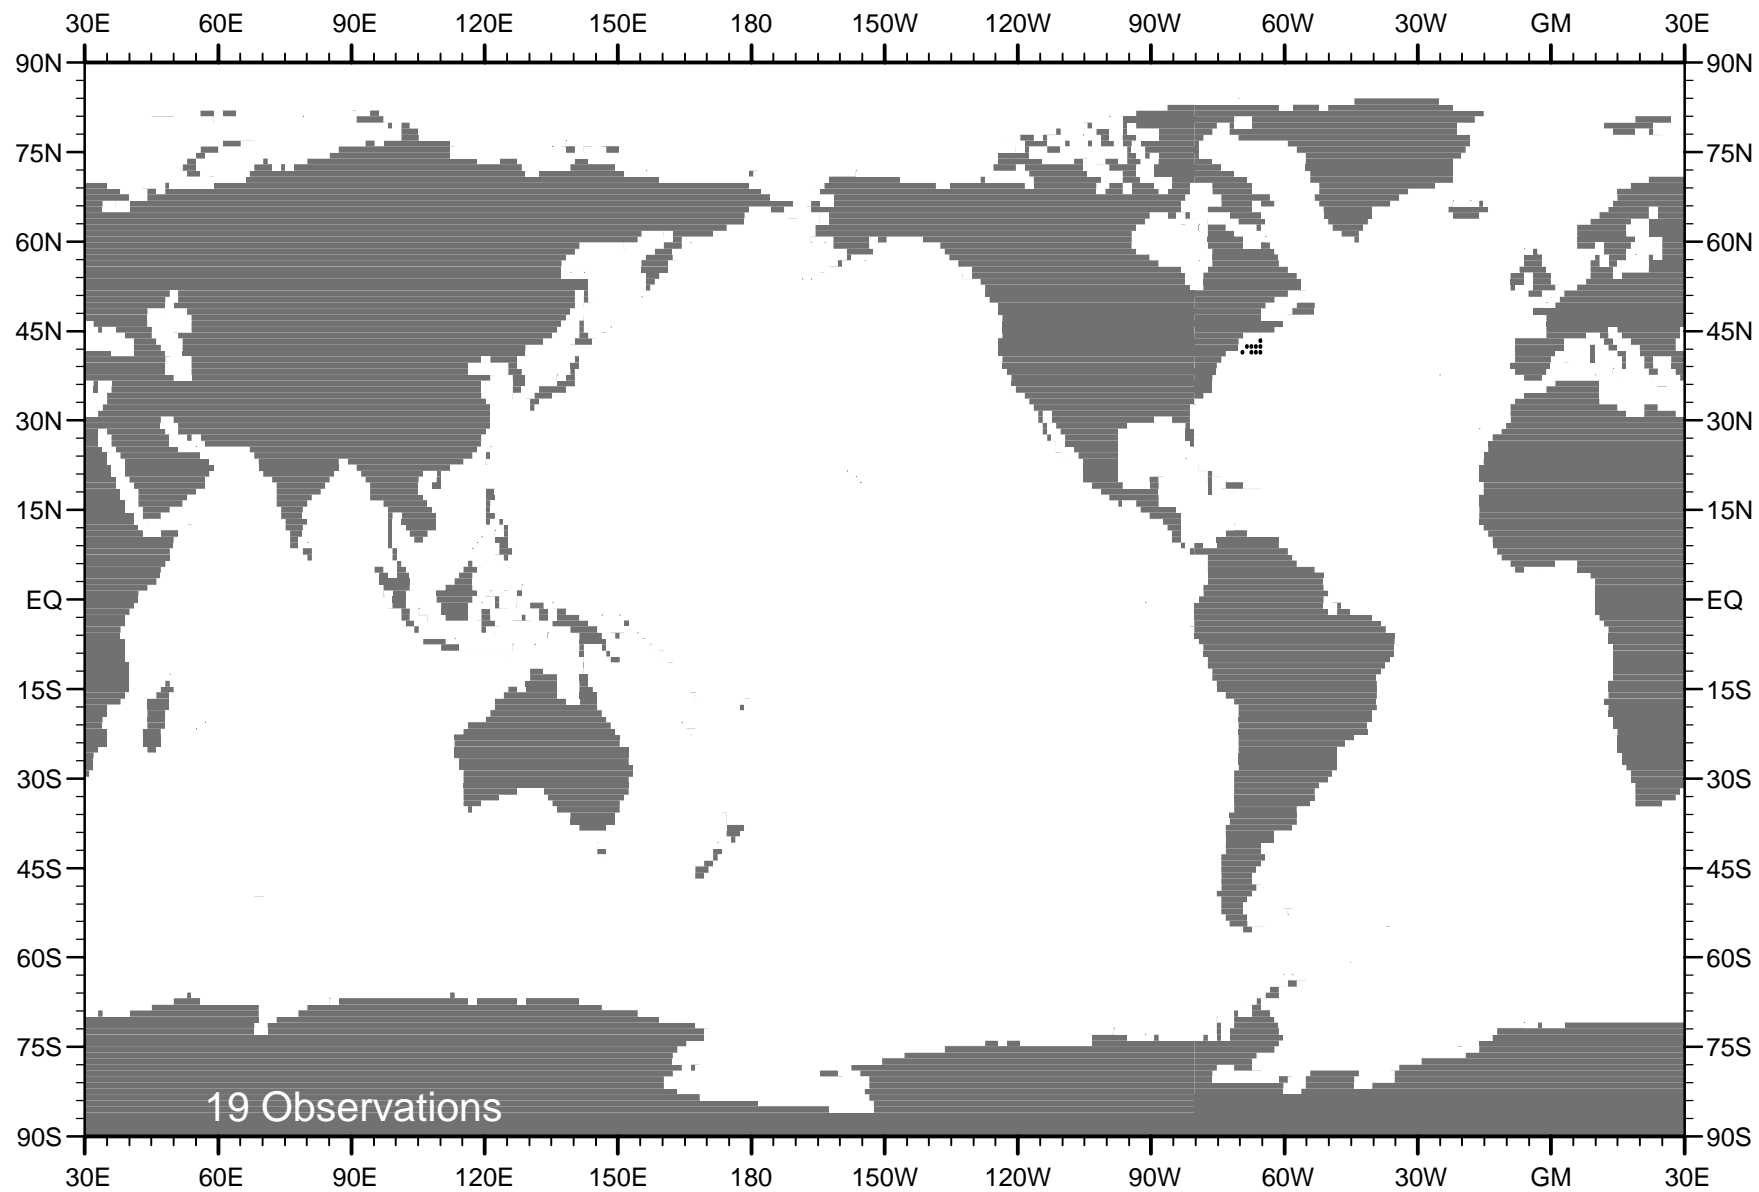 30E 60E 90E 120E 150E 180 150W 120W 90W 60W 30W GM 30E
90N 90N
75N 75N
60N 60N
45N 45N
30N 30N
15N 15N
EQ EQ
15S 15S
30S 30S
45S 45S
60S 60S
75S 75S
19 Observations
90S 90S
30E 60E 90E 120E 150E 180 150W 120W 90W 60W 30W GM 30E